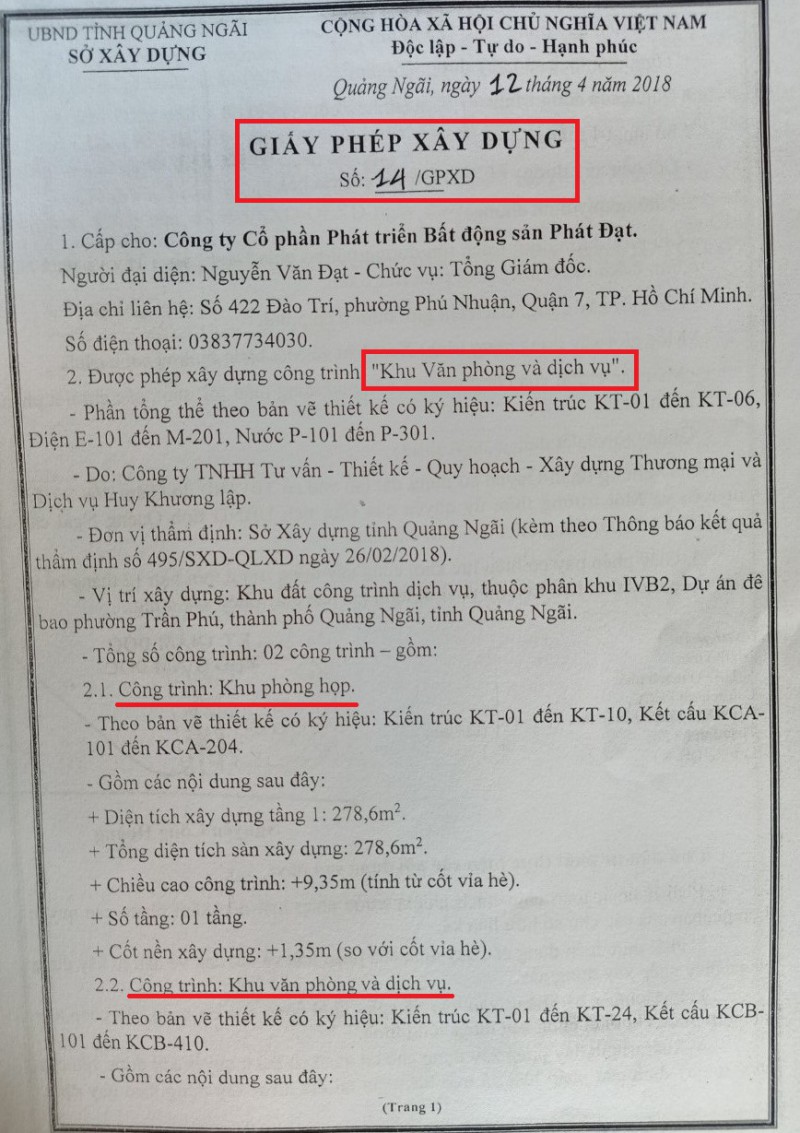 UBND TỈNH QUẢNG NGÃI
SỞ XÂY DỰNG
CỘNG HÒA XÃ HỘI CHỦ NGHĨA VIỆT NAM
Độc lập - Tự do - Hạnh phúc
Quảng Ngãi, ngày 12 tháng 4 năm 2018
GIẤY PHÉP XÂY DỰNG
Số: 14 /GPXD
1. Cấp cho: Công ty Cổ phần Phát triển Bất động sản Phát Đạt.
Người đại diện: Nguyễn Văn Đạt - Chức vụ: Tổng Giám đốc.
Địa chỉ liên hệ: Số 422 Đào Trí, phường Phú Nhuận, Quận 7, TP. Hồ Chí Minh.
Số điện thoại: 03837734030.
2. Được phép xây dựng công trình "Khu Văn phòng và dịch vụ".
- Phần tổng thể theo bản vẽ thiết kế có ký hiệu: Kiến trúc KT-01 đến KT-06,
Điện E-101 đến M-201, Nước P-101 đến P-301.
- Do: Công ty TNHH Tư vấn - Thiết kế - Quy hoạch - Xây dựng Thương mại và
Dịch vụ Huy Khương lập.
- Đơn vị thẩm định: Sở Xây dựng tỉnh Quảng Ngãi (kèm theo Thông báo kết quả
thẩm định số 495/SXD-QLXD ngày 26/02/2018).
- Vị trí xây dựng: Khu đất công trình dịch vụ, thuộc phân khu IVB2, Dự án đê
bao phường Trần Phú, thành phố Quảng Ngãi, tỉnh Quảng Ngãi.
- Tổng số công trình: 02 công trình – gồm:
2.1. Công trình: Khu phòng họp.
- Theo bản vẽ thiết kế có ký hiệu: Kiến trúc KT-01 đến KT-10, Kết cấu KCA-
101 đến KCA-204.
- Gồm các nội dung sau đây:
+ Diện tích xây dựng tầng 1: 278,6m².
+ Tổng diện tích sàn xây dựng: 278,6m².
+ Chiều cao công trình: +9,35m (tính từ cốt vỉa hè).
+ Số tầng: 01 tầng.
+ Cốt nền xây dựng: +1,35m (so với cốt vỉa hè).
2.2. Công trình: Khu văn phòng và dịch vụ.
- Theo bản vẽ thiết kế có ký hiệu: Kiến trúc KT-01 đến KT-24, Kết cấu KCB-
101 đến KCB-410.
- Gồm các nội dung sau đây:
(Trang 1)